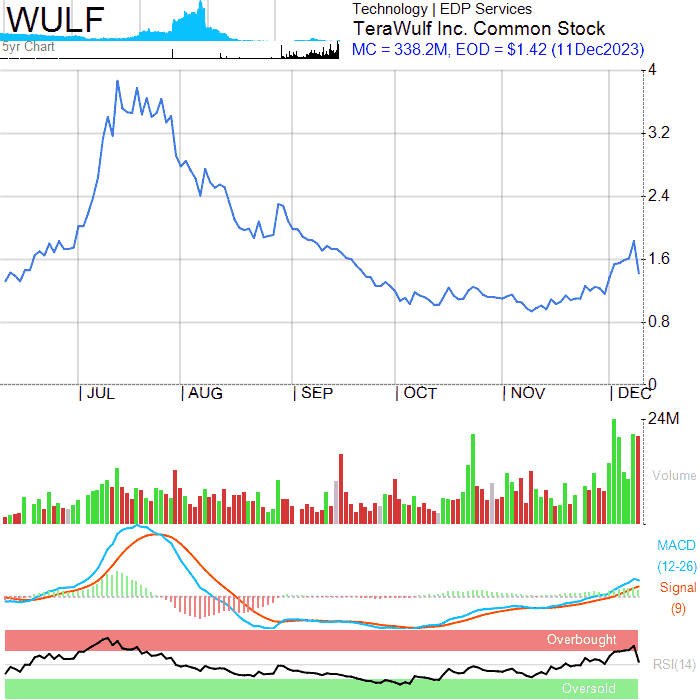 WULF
5yr Chart
Technology | EDP Services
TeraWulf Inc. Common Stock
MC = 338.2M, EOD = $1.42 (11Dec2023)
4
3.2
2.4
1.6
0.8
0
| JUL | AUG | SEP | OCT | NOV | DEC
24M
Volume
MACD
(12-26)
Signal
(9)
Overbought
RSI(14)
Oversold